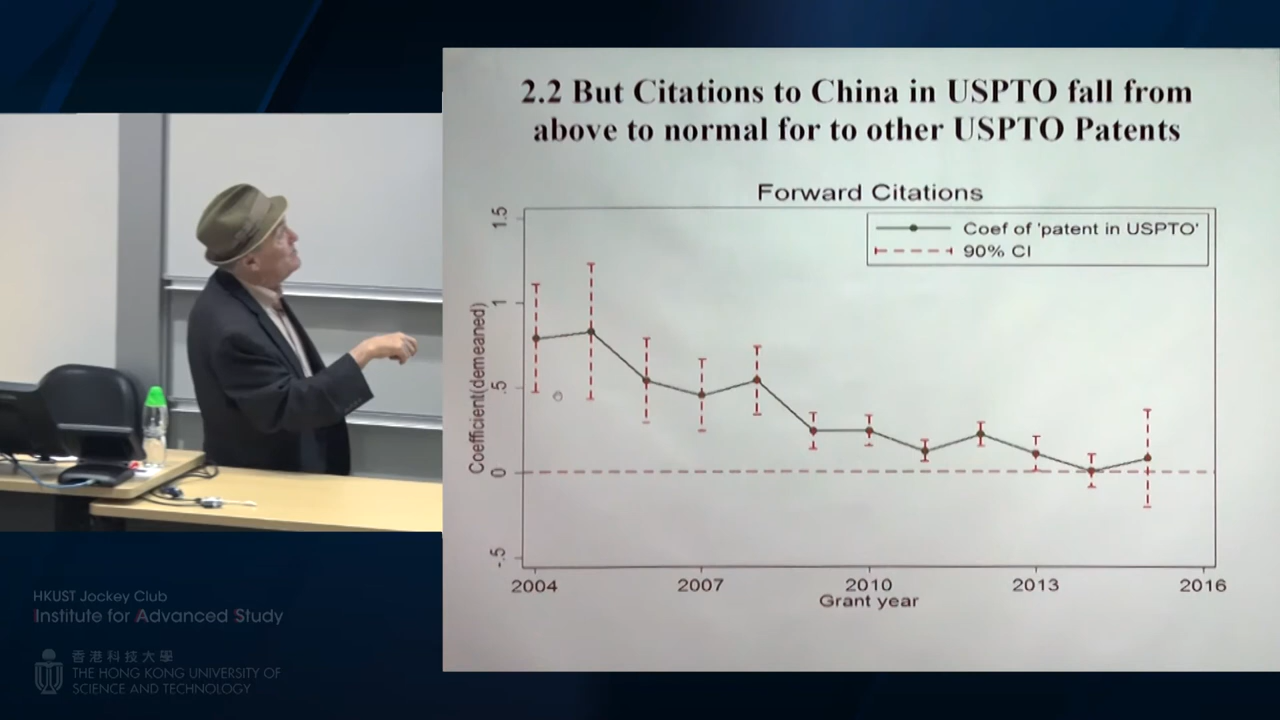 2.2 But Citations to China in USPTO fall from
above to normal for to other USPTO Patents
Forward Citations
Coef of 'patent in USPTO'
90% CI
Coefficient(demeaned)
1.5
1
.5
0
-.5
2004
2007
2010
2013
2016
Grant year
HKUST Jockey Club
Institute for Advanced Study
香港科技大學
THE HONG KONG UNIVERSITY OF
SCIENCE AND TECHNOLOGY